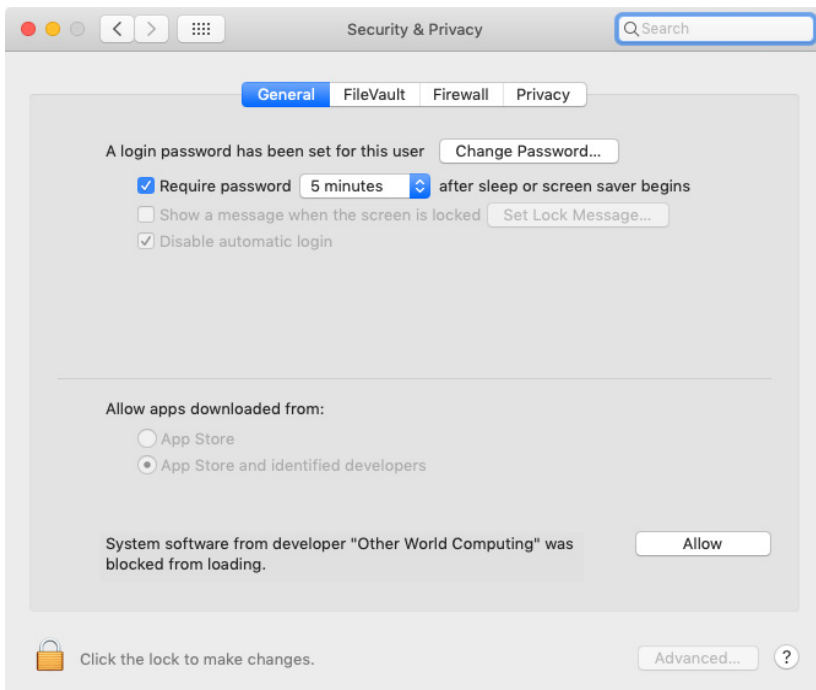 Security & Privacy
Search
General FileVault Firewall Privacy
A login password has been set for this user Change Password...
Require password 5 minutes after sleep or screen saver begins
Show a message when the screen is locked Set Lock Message...
Disable automatic login
Allow apps downloaded from:
App Store
App Store and identified developers
System software from developer "Other World Computing" was
blocked from loading.
Allow
Click the lock to make changes.
Advanced... ?